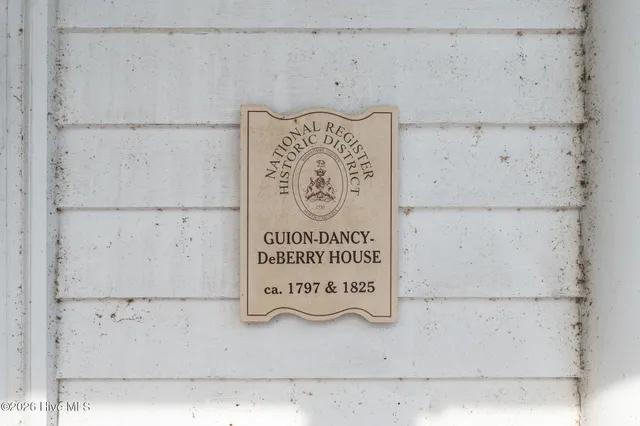 NATIONAL REGISTER
HISTORIC DISTRICT
GUION-DANCY-
DeBERRY HOUSE
ca. 1797 & 1825
©2026 Hive MLS